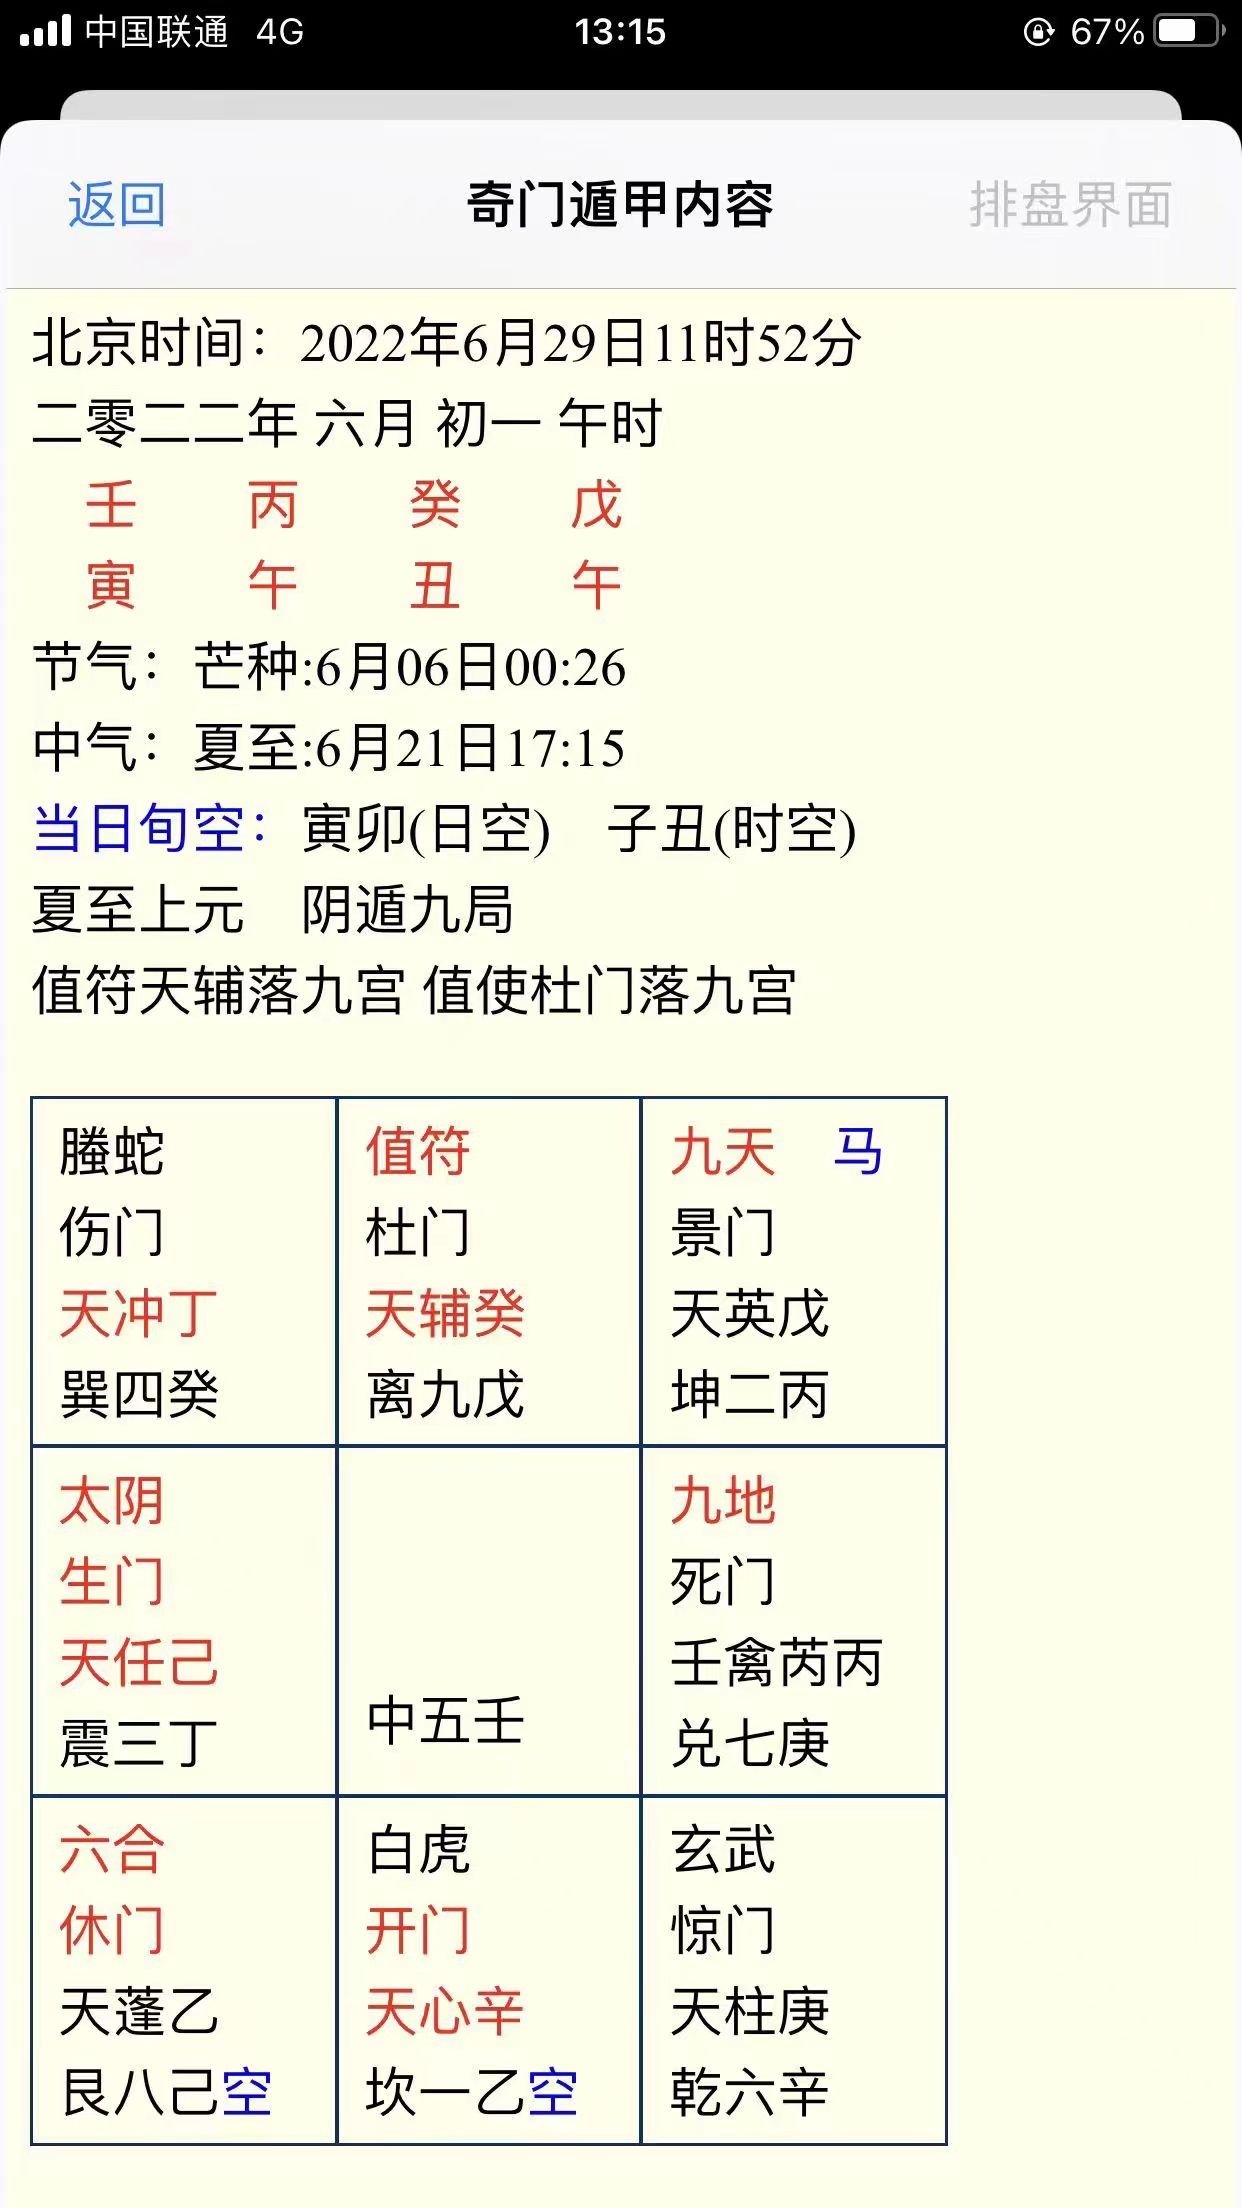 中国联通 4G 13:15 67%
返回 奇门遁甲内容 排盘界面
北京时间：2022年6月29日11时52分
二零二二年 六月 初一 午时
壬 丙 癸 戊
寅 午 丑 午
节气：芒种:6月06日00:26
中气：夏至:6月21日17:15
当日旬空：寅卯(日空) 子丑(时空)
夏至上元 阴遁九局
值符天辅落九宫 值使杜门落九宫
螣蛇
伤门
天冲丁
巽四癸
值符
杜门
天辅癸
离九戊
九天 马
景门
天英戊
坤二丙
太阴
生门
天任己
震三丁
中五壬
九地
死门
壬禽芮丙
兑七庚
六合
休门
天蓬乙
艮八己空
白虎
开门
天心辛
坎一乙空
玄武
惊门
天柱庚
乾六辛